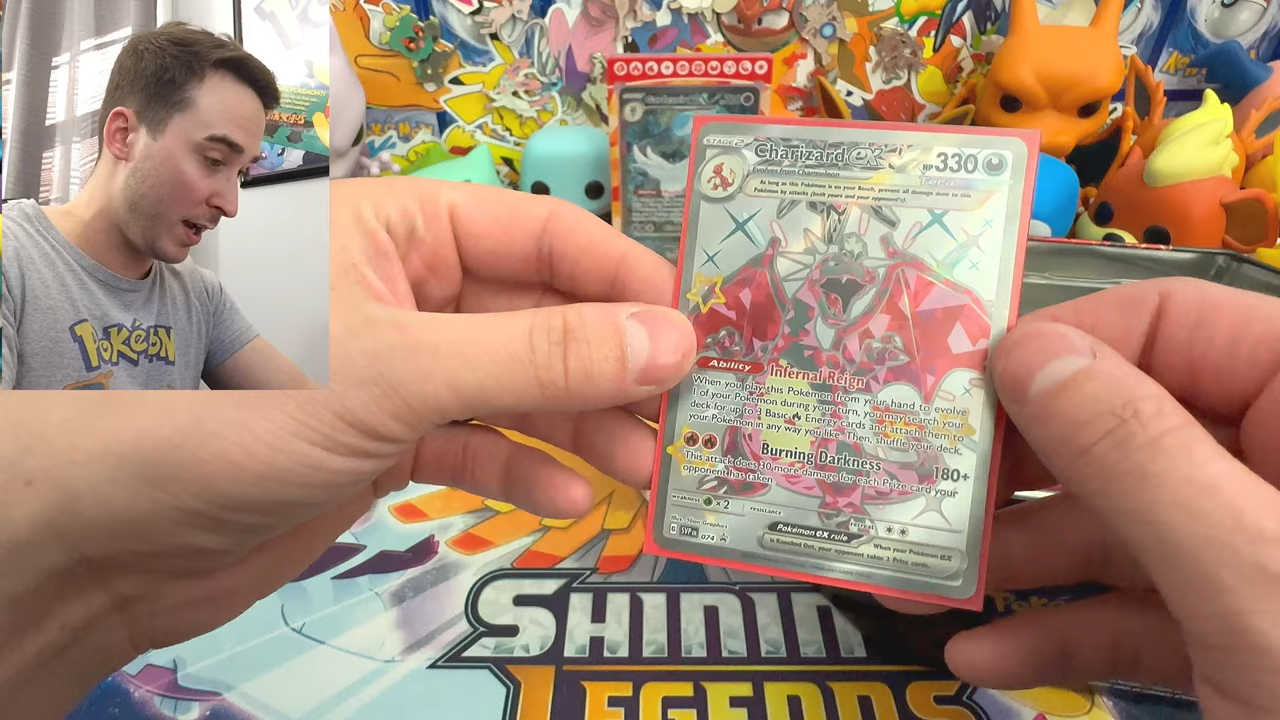 POKéMON
STAGE 2
Charizard ex
HP 330
Evolves from Charmeleon
Tera
As long as this Pokémon is on your Bench, prevent all damage done to this
Pokémon by attacks (both yours and your opponent's).
Ability Infernal Reign
When you play this Pokémon from your hand to evolve
1 of your Pokémon during your turn, you may search your
deck for up to 3 Basic Energy cards and attach them to
your Pokémon in any way you like. Then, shuffle your deck.
Burning Darkness 180+
This attack does 30 more damage for each Prize card your
opponent has taken.
weakness ×2 resistance retreat
Illus. Shin Graphics
G SVP EN 074
Pokémon ex rule
When your Pokémon ex
is Knocked Out, your opponent takes 2 Prize cards.
SHINING
LEGENDS